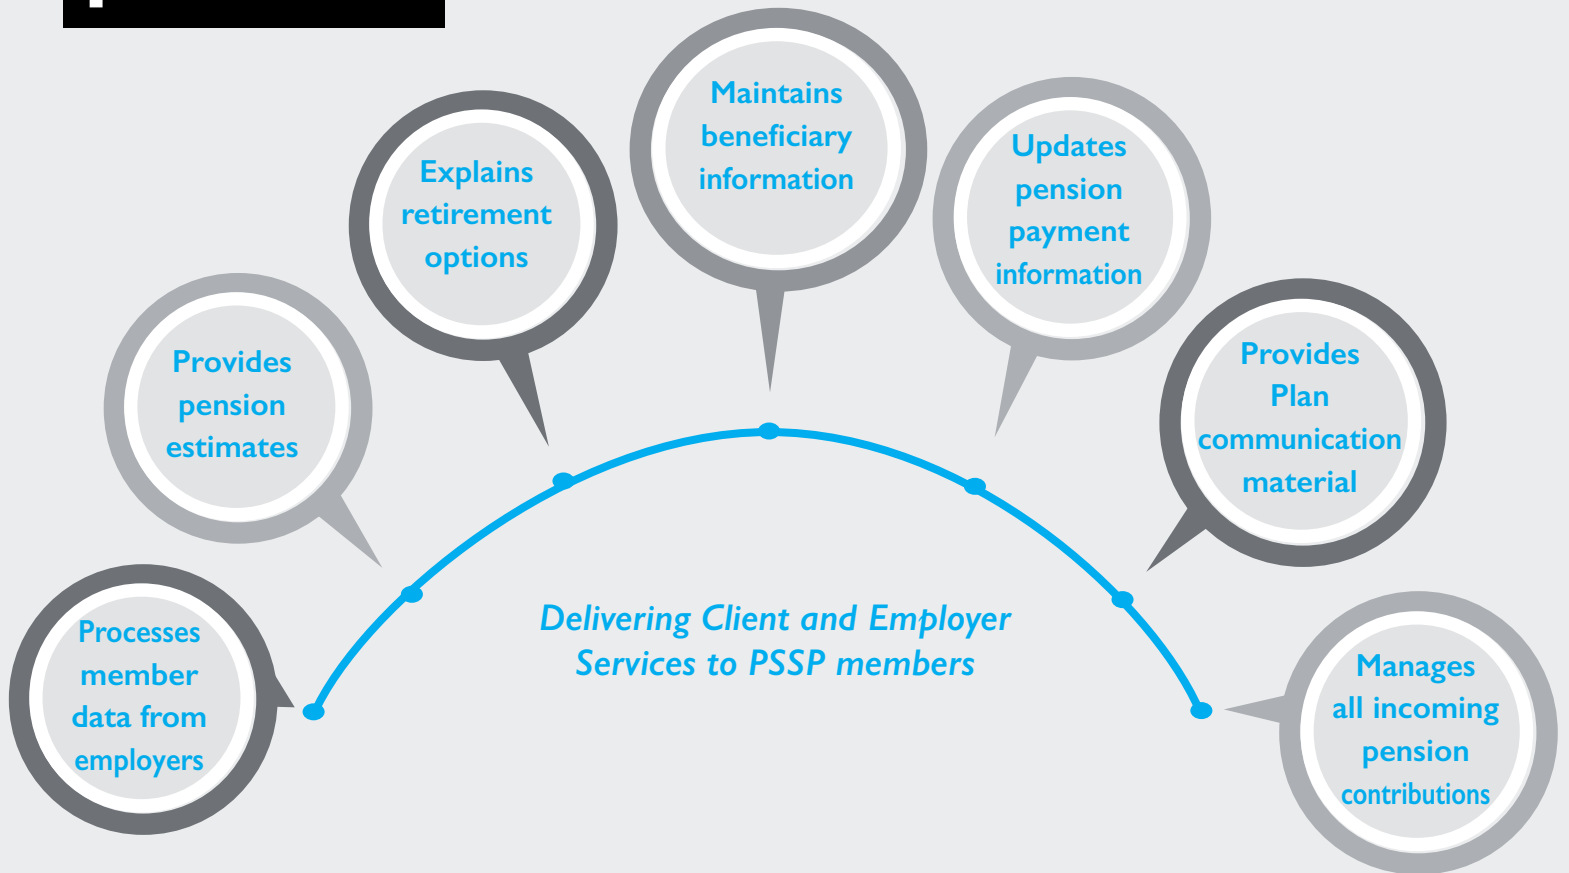 Processes
member
data from
employers
Provides
pension
estimates
Explains
retirement
options
Maintains
beneficiary
information
Updates
pension
payment
information
Provides
Plan
communication
material
Manages
all incoming
pension
contributions
Delivering Client and Employer
Services to PSSP members